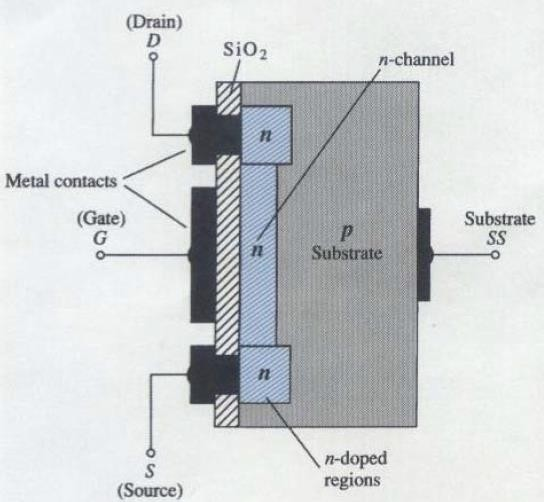 (Drain)
D
SiO₂
n-channel
n
Metal contacts
(Gate)
G
n
p
Substrate
Substrate
SS
n
S
(Source)
n-doped
regions